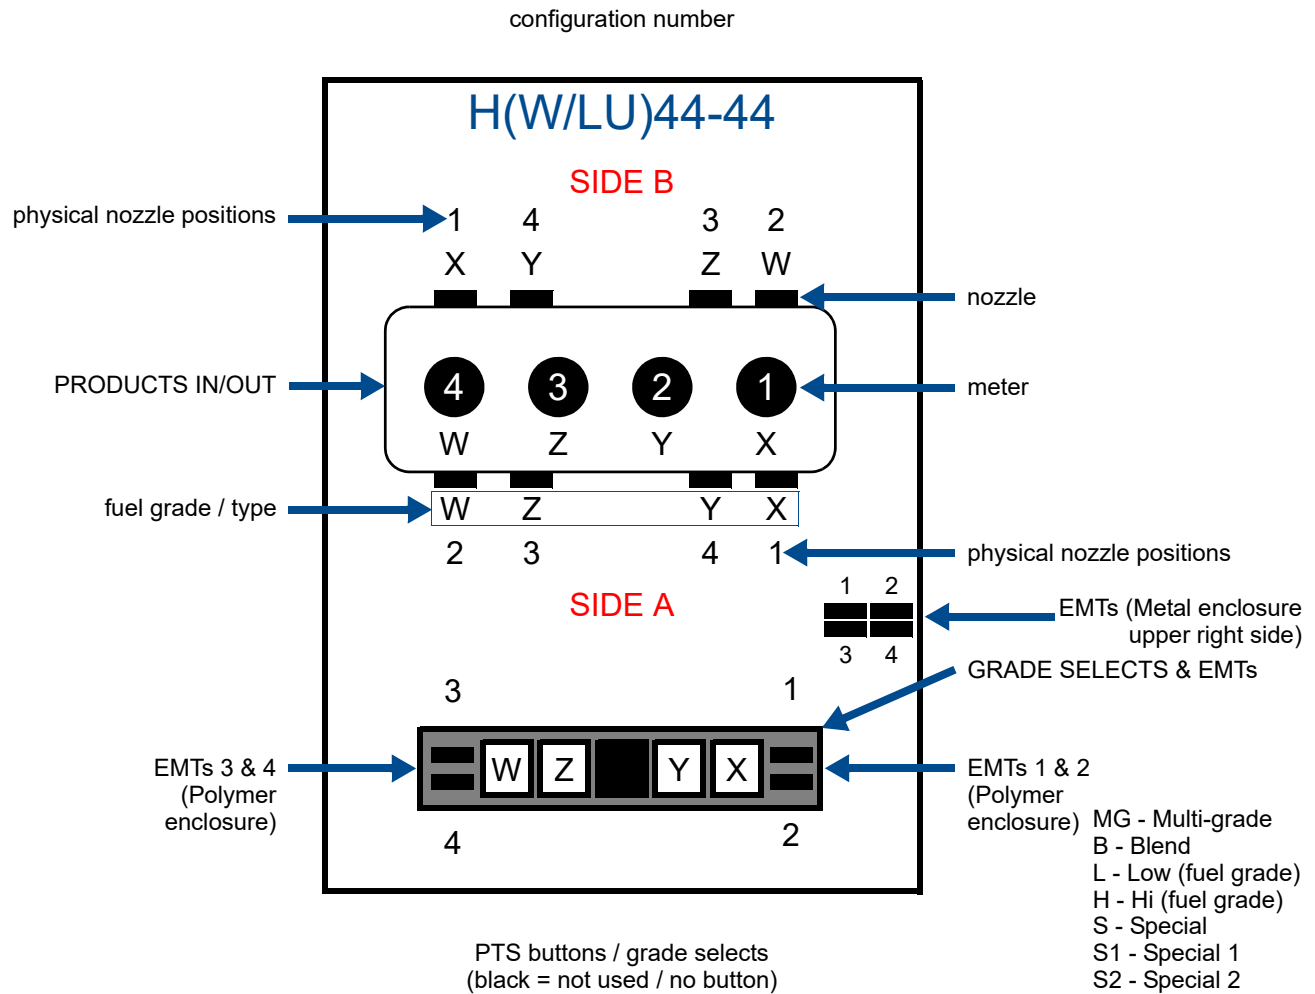 configuration number
H(W/LU)44-44
SIDE B
physical nozzle positions
1 4 3 2
X Y Z W
nozzle
PRODUCTS IN/OUT
4 3 2 1
meter
W Z Y X
fuel grade / type
W Z Y X
2 3 4 1
physical nozzle positions
SIDE A
1 2
EMTs (Metal enclosure
upper right side)
3 4
GRADE SELECTS & EMTs
3 1
W Z Y X
EMTs 3 & 4
(Polymer
enclosure)
EMTs 1 & 2
(Polymer
enclosure)
4 2
MG - Multi-grade
B - Blend
L - Low (fuel grade)
H - Hi (fuel grade)
S - Special
S1 - Special 1
S2 - Special 2
PTS buttons / grade selects
(black = not used / no button)